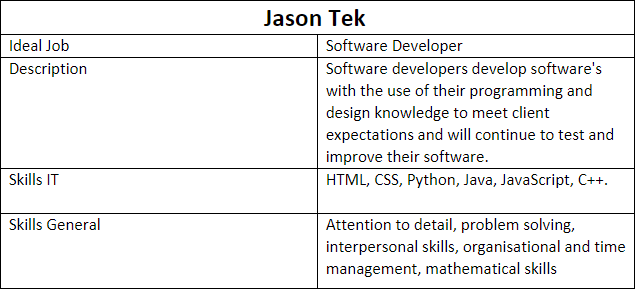 Jason Tek
Ideal Job
Software Developer
Description
Software developers develop software's
with the use of their programming and
design knowledge to meet client
expectations and will continue to test and
improve their software.
Skills IT
HTML, CSS, Python, Java, JavaScript, C++.
Skills General
Attention to detail, problem solving,
interpersonal skills, organisational and time
management, mathematical skills